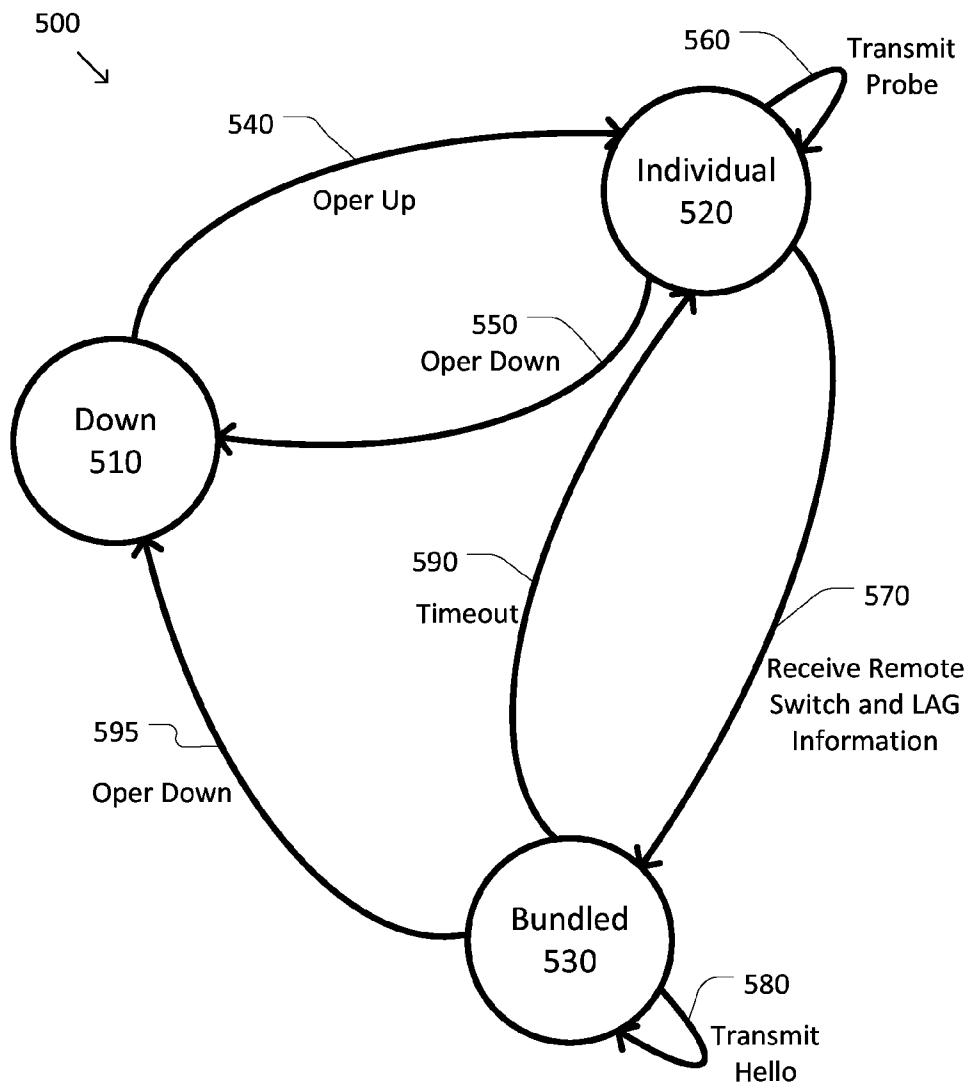 500
560
Transmit
Probe
540
Oper Up
Individual
520
550
Oper Down
Down
510
590
Timeout
570
Receive Remote
Switch and LAG
Information
595
Oper Down
Bundled
530
580
Transmit
Hello